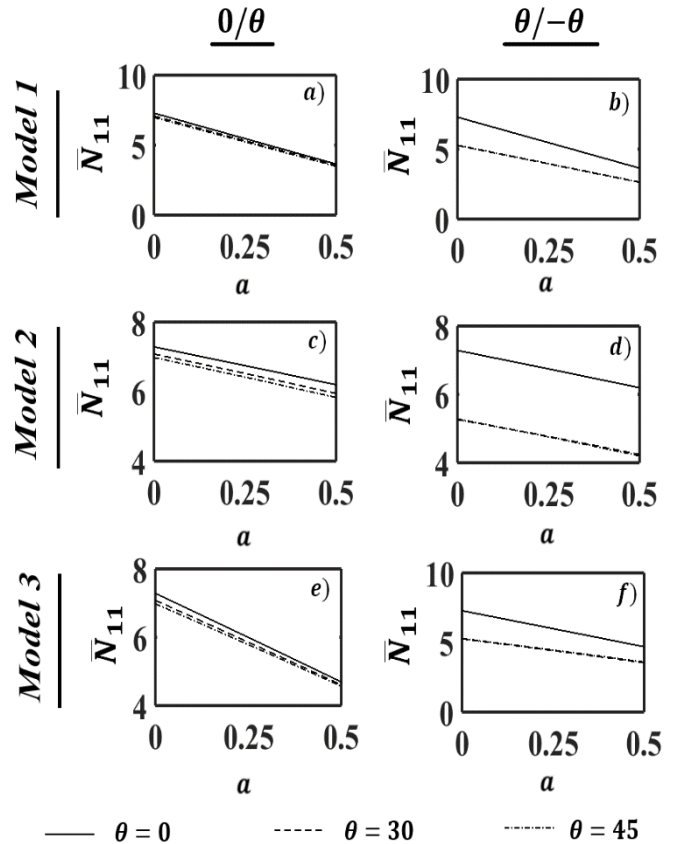 0/θ θ/−θ
Model 1
N̄₁₁
10
5
0
a)
0 0.25 0.5
a
N̄₁₁
10
5
0
b)
0 0.25 0.5
a
Model 2
N̄₁₁
8
6
4
c)
0 0.25 0.5
a
N̄₁₁
8
6
4
d)
0 0.25 0.5
a
Model 3
N̄₁₁
8
6
4
e)
0 0.25 0.5
a
N̄₁₁
10
5
0
f)
0 0.25 0.5
a
θ = 0 θ = 30 θ = 45